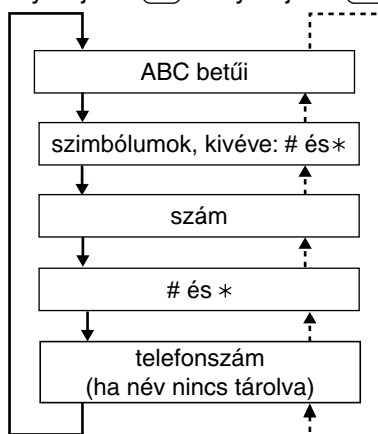 ABC betűi
szimbólumok, kivéve: # és＊
szám
# és ＊
telefonszám
(ha név nincs tárolva)